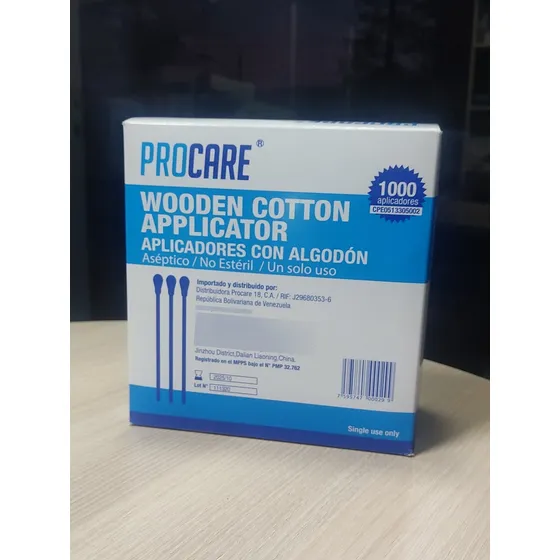 PROCARE®
1000
aplicadores
CPE0513305002
WOODEN COTTON
APPLICATOR
APLICADORES CON ALGODÓN
Aséptico / No Estéril / Un solo uso
Importado y distribuido por:
Distribuidora Procare 18, C.A. / RIF: J29680353-6
República Bolivariana de Venezuela
Jinzhou District,Dalian Liaoning,China.
Registrado en el MPPS bajo el N° PMP 32.762
Lot N°
Single use only